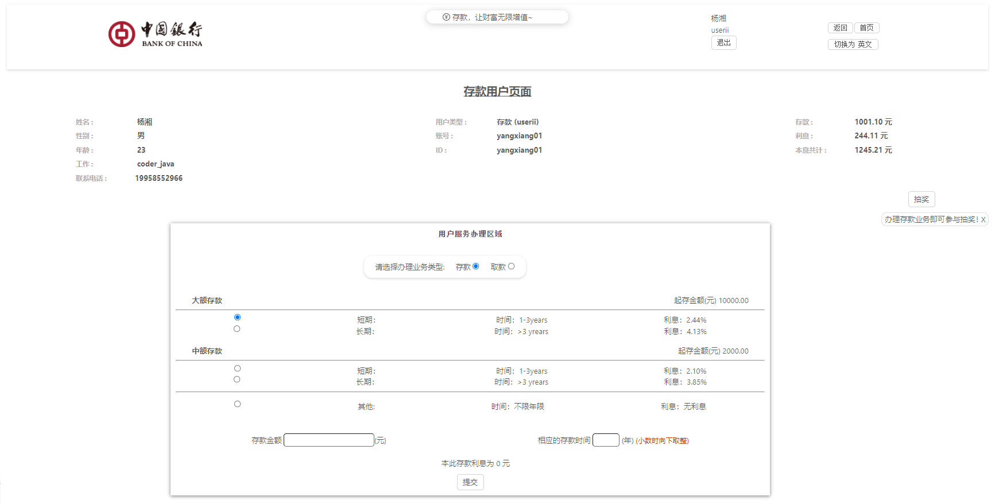 中国银行
BANK OF CHINA
存款，让财富无限增值~
杨湘
userii
退出
返回 首页
切换为 英文
存款用户页面
姓名： 杨湘 用户类型： 存款 (userii) 存款： 1001.10 元
性别： 男 账号： yangxiang01 利息： 244.11 元
年龄： 23 ID： yangxiang01 本息共计： 1245.21 元
工作： coder_java
联系电话： 19958552966
抽奖
办理存款业务即可参与抽奖! X
用户服务办理区域
请选择办理业务类型: 存款 取款
大额存款 起存金额(元) 10000.00
短期： 时间：1-3years 利息：2.44%
长期： 时间：>3 yrears 利息：4.13%
中额存款 起存金额(元) 2000.00
短期： 时间：1-3years 利息：2.10%
长期： 时间：>3 yrears 利息：3.85%
其他: 时间：不限年限 利息：无利息
存款金额 (元) 相应的存款时间 (年) (小数时向下取整)
本此存款利息为 0 元
提交